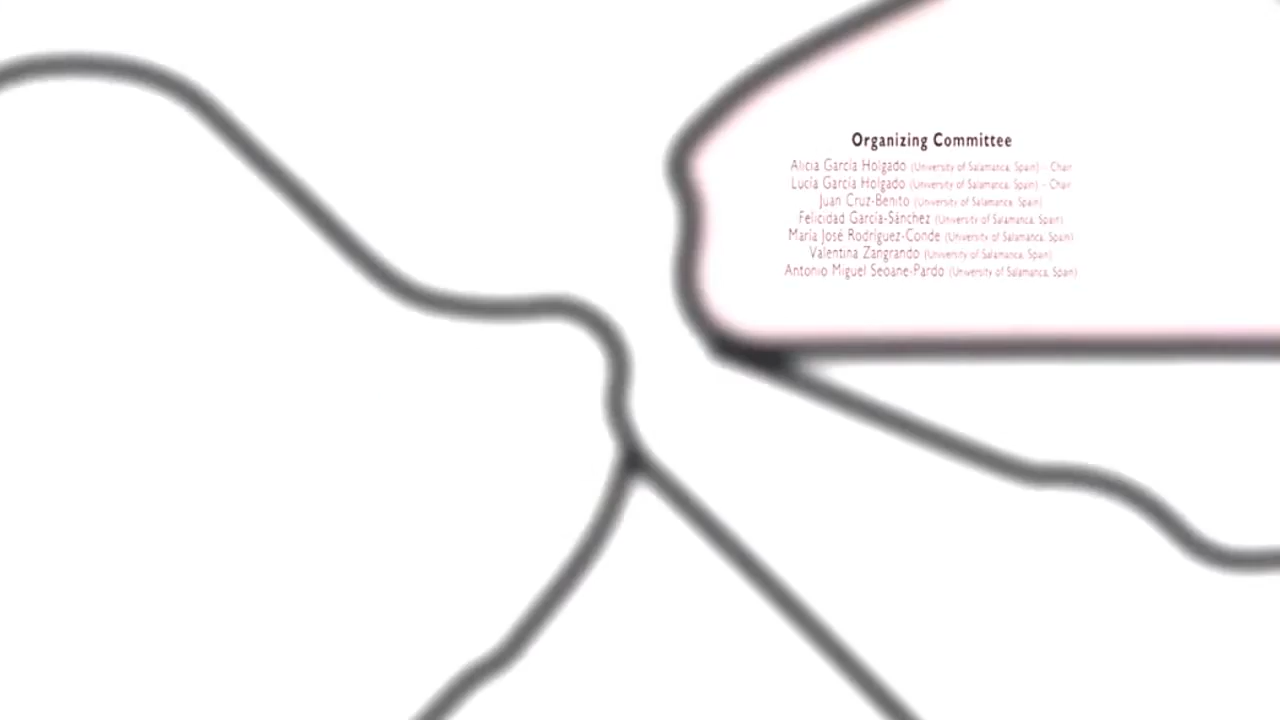 Organizing Committee
Alicia García Holgado (University of Salamanca, Spain) - Chair
Lucía García Holgado (University of Salamanca, Spain) - Chair
Juan Cruz-Benito (University of Salamanca, Spain)
Felicidad García-Sánchez (University of Salamanca, Spain)
María José Rodríguez-Conde (University of Salamanca, Spain)
Valentina Zangrando (University of Salamanca, Spain)
Antonio Miguel Seoane-Pardo (University of Salamanca, Spain)